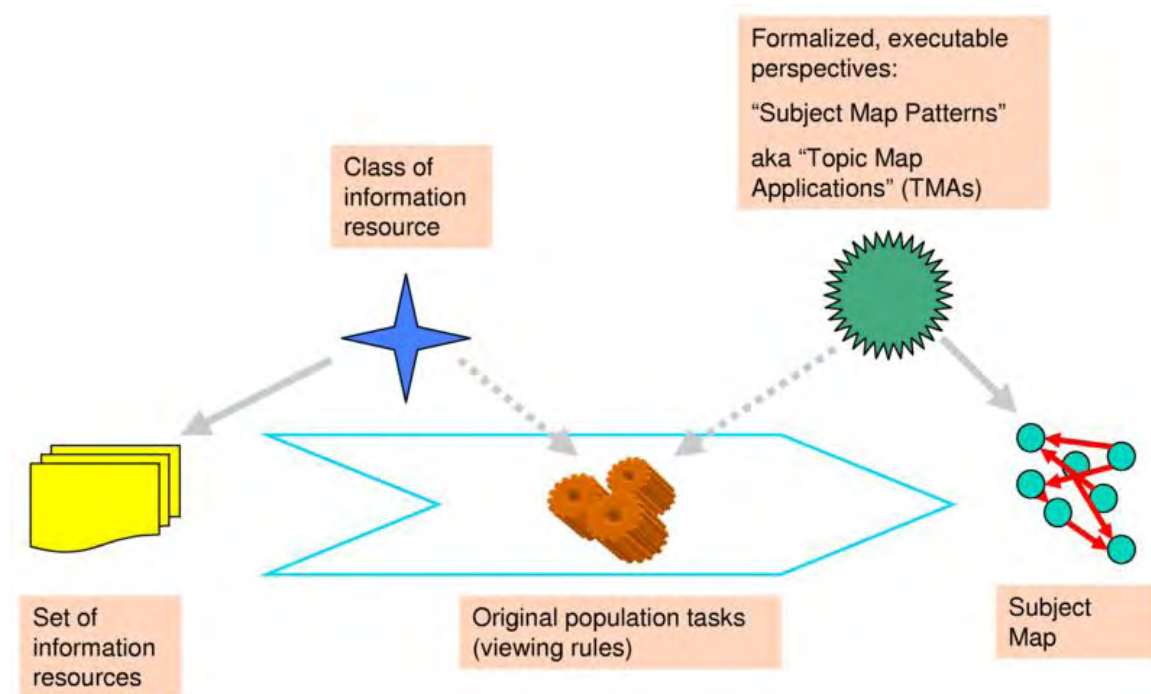 Formalized, executable
perspectives:
“Subject Map Patterns”
aka “Topic Map
Applications” (TMAs)
Class of
information
resource
Set of
information
resources
Original population tasks
(viewing rules)
Subject
Map